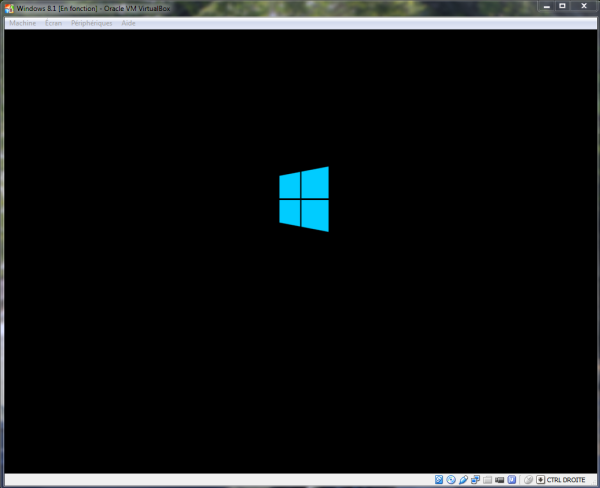 Windows 8.1 [En fonction] - Oracle VM VirtualBox
Machine Écran Périphériques Aide
CTRL DROITE